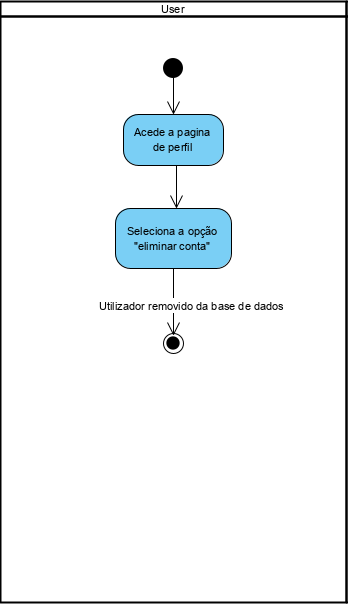 User
Acede a pagina
de perfil
Seleciona a opção
"eliminar conta"
Utilizador removido da base de dados